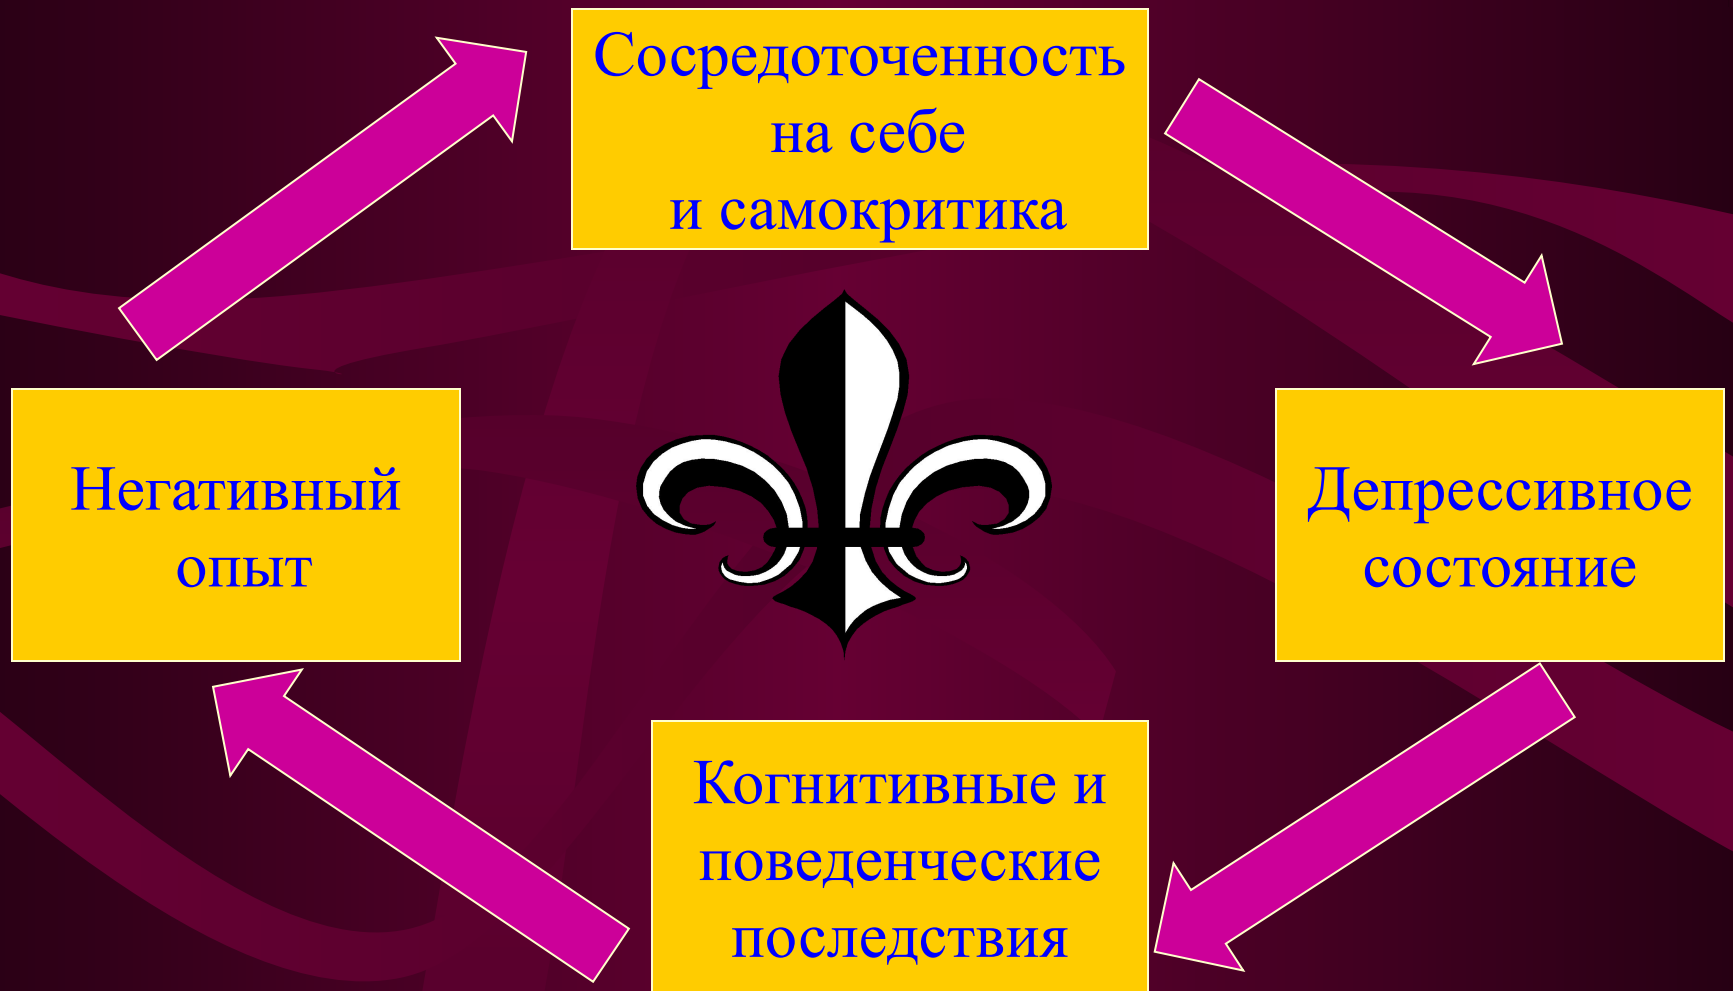 Сосредоточенность
на себе
и самокритика
Негативный
опыт
Депрессивное
состояние
Когнитивные и
поведенческие
последствия